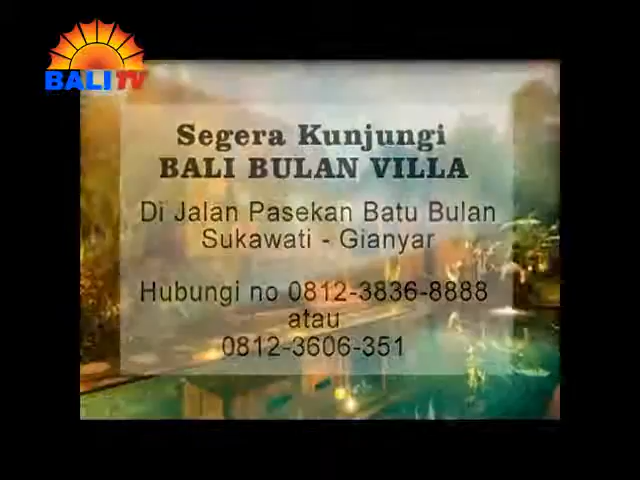 BALI TV
Segera Kunjungi
BALI BULAN VILLA
Di Jalan Pasekan Batu Bulan
Sukawati - Gianyar
Hubungi no 0812-3836-8888
atau
0812-3606-351